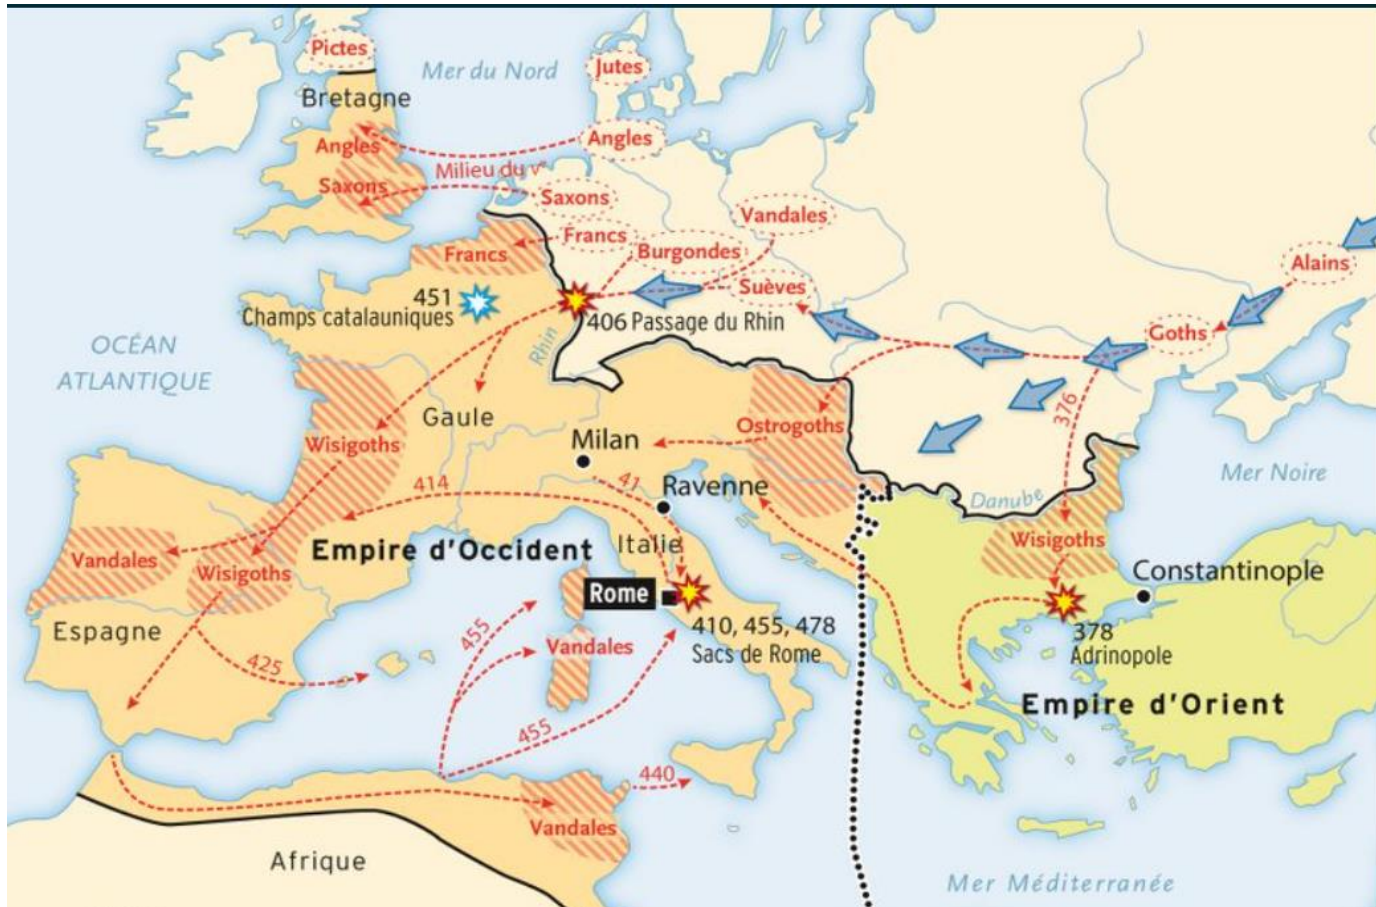 Pictes
Mer du Nord
Jutes
Bretagne
Angles
Angles
Milieu du vᵉ
Saxons
Saxons
Vandales
Francs
Francs
Burgondes
Alains
Suèves
451
Champs catalauniques
406 Passage du Rhin
Goths
Rhin
OCÉAN
ATLANTIQUE
376
Gaule
Ostrogoths
Wisigoths
Milan
Mer Noire
414
41
Ravenne
Danube
Vandales
Wisigoths
Empire d'Occident
Italie
Wisigoths
Constantinople
Rome
Espagne
410, 455, 478
Sacs de Rome
378
Adrinopole
455
Vandales
425
Empire d'Orient
455
440
Vandales
Afrique
Mer Méditerranée